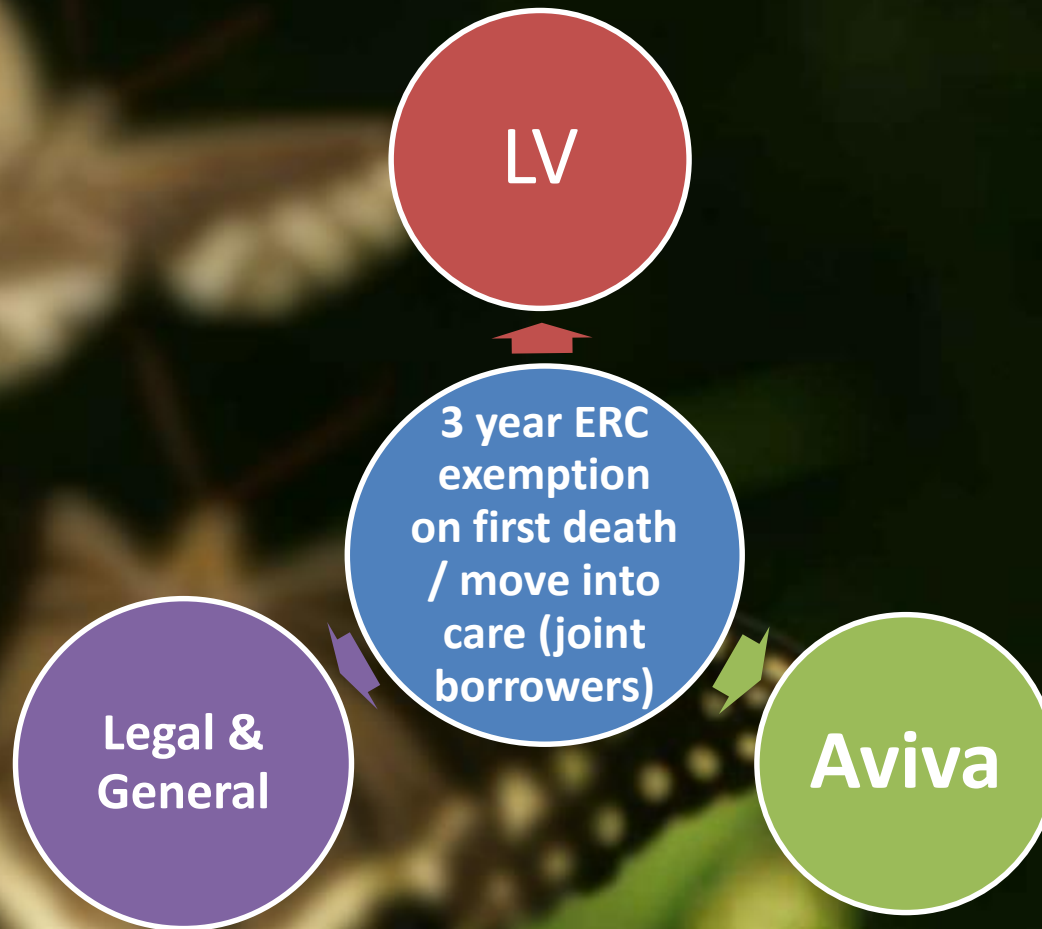 LV
3 year ERC
exemption
on first death
/ move into
care (joint
borrowers)
Legal &
General
Aviva